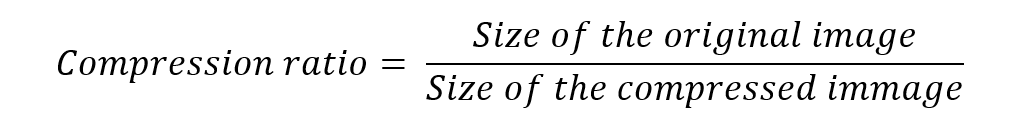 Size of the original image
Compression ratio =
Size of the compressed immage